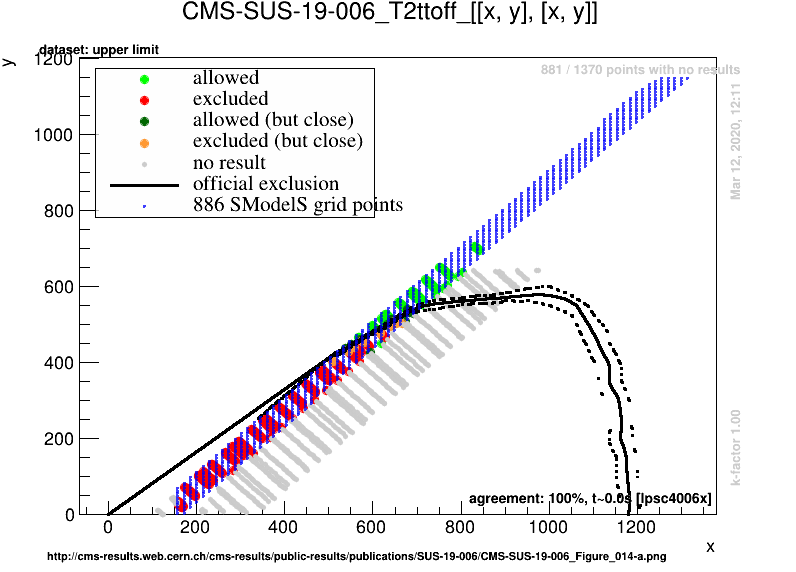 CMS-SUS-19-006_T2ttoff_[[x, y], [x, y]]
dataset: upper limit
y
881 / 1370 points with no results
allowed
excluded
allowed (but close)
excluded (but close)
no result
official exclusion
886 SModelS grid points
Mar 12, 2020, 12:11
k-factor 1.00
1200
1000
800
600
400
200
0
agreement: 100%, t~0.0s [lpsc4006x]
0 200 400 600 800 1000 1200
x
http://cms-results.web.cern.ch/cms-results/public-results/publications/SUS-19-006/CMS-SUS-19-006_Figure_014-a.png